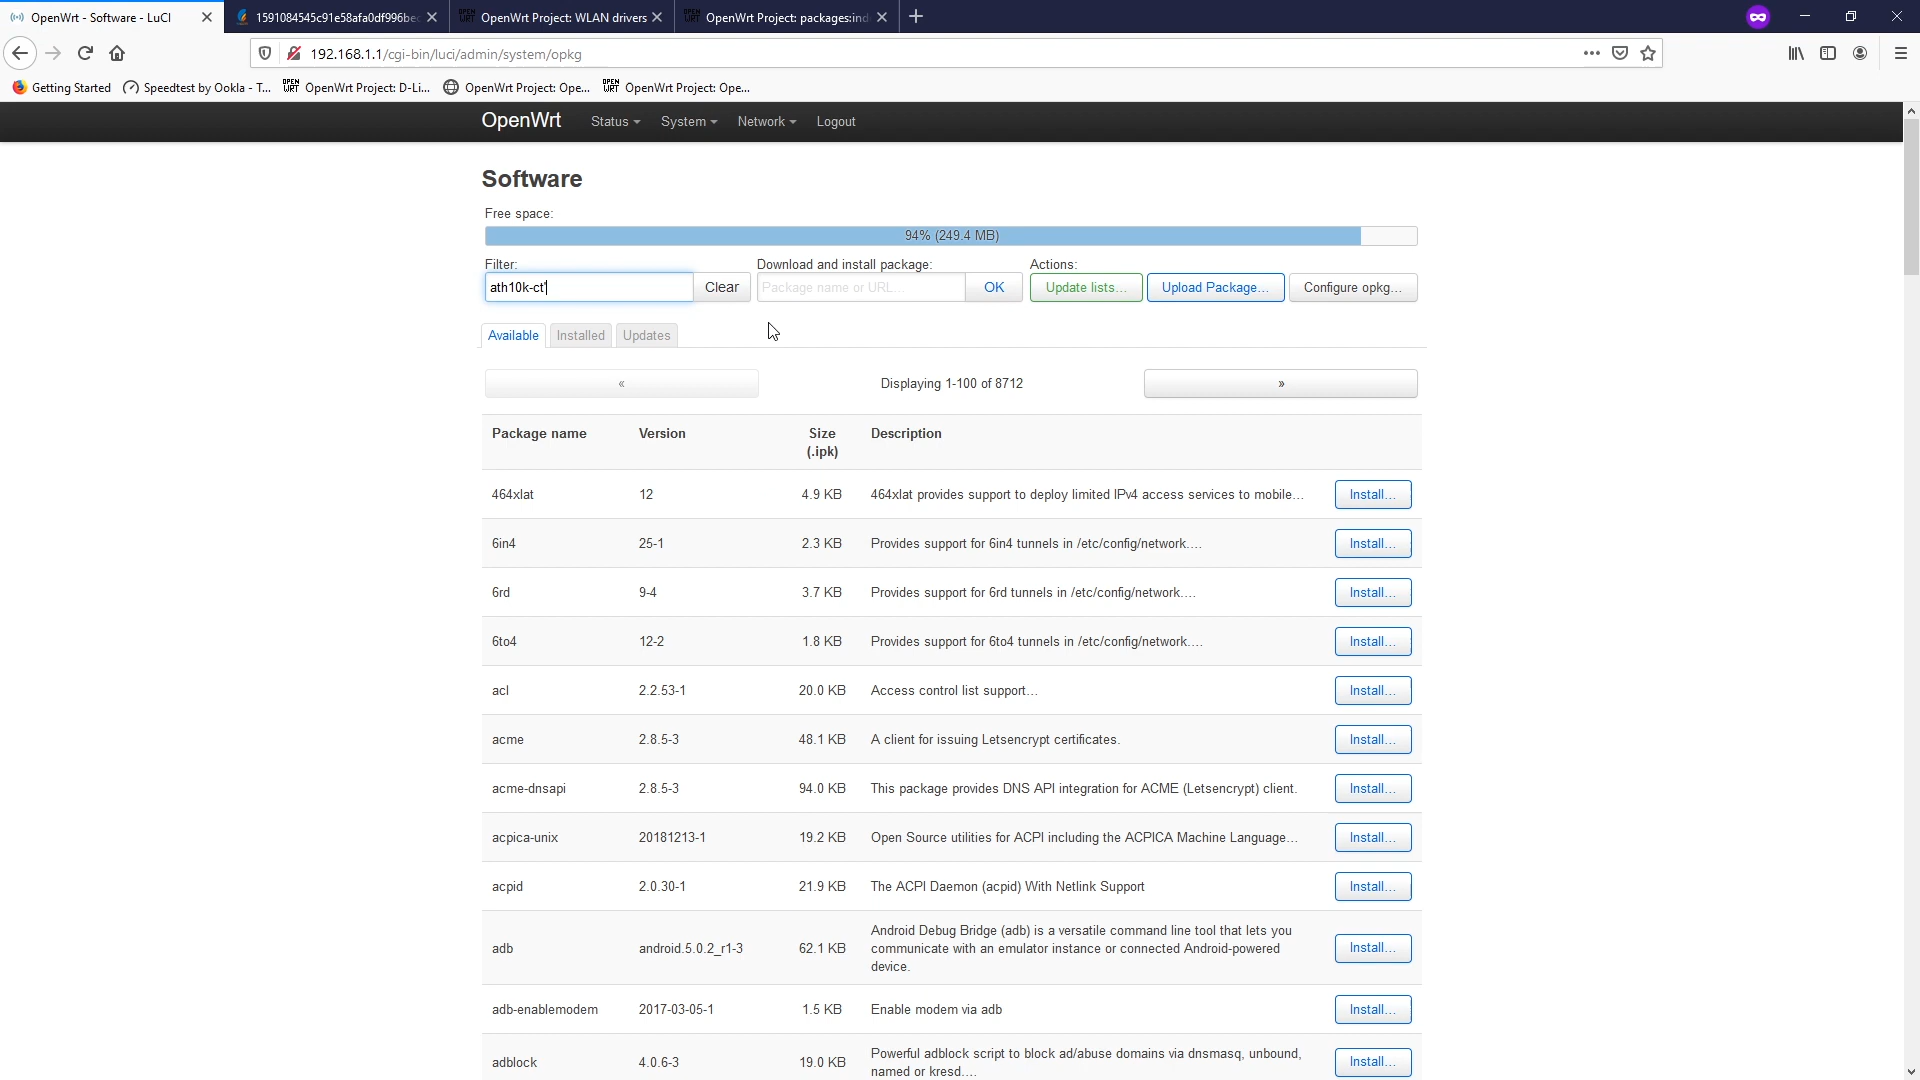 OpenWrt - Software - LuCI
1591084545c91e58afa0df996bec
OpenWrt Project: WLAN drivers
OpenWrt Project: packages:ind
192.168.1.1/cgi-bin/luci/admin/system/opkg
Getting Started
Speedtest by Ookla - T...
OPEN WRT
OpenWrt Project: D-Li...
OpenWrt Project: Ope...
OPEN WRT
OpenWrt Project: Ope...
OpenWrt
Status
System
Network
Logout
Software
Free space:
94% (249.4 MB)
Filter:
Download and install package:
Actions:
ath10k-ct'
Clear
Package name or URL...
OK
Update lists...
Upload Package...
Configure opkg...
Available
Installed
Updates
«
Displaying 1-100 of 8712
»
Package name
Version
Size
(.ipk)
Description
464xlat
12
4.9 KB
464xlat provides support to deploy limited IPv4 access services to mobile...
Install...
6in4
25-1
2.3 KB
Provides support for 6in4 tunnels in /etc/config/network....
Install...
6rd
9-4
3.7 KB
Provides support for 6rd tunnels in /etc/config/network....
Install...
6to4
12-2
1.8 KB
Provides support for 6to4 tunnels in /etc/config/network....
Install...
acl
2.2.53-1
20.0 KB
Access control list support...
Install...
acme
2.8.5-3
48.1 KB
A client for issuing Letsencrypt certificates.
Install...
acme-dnsapi
2.8.5-3
94.0 KB
This package provides DNS API integration for ACME (Letsencrypt) client.
Install...
acpica-unix
20181213-1
19.2 KB
Open Source utilities for ACPI including the ACPICA Machine Language...
Install...
acpid
2.0.30-1
21.9 KB
The ACPI Daemon (acpid) With Netlink Support
Install...
adb
android.5.0.2_r1-3
62.1 KB
Android Debug Bridge (adb) is a versatile command line tool that lets you
communicate with an emulator instance or connected Android-powered
device.
Install...
adb-enablemodem
2017-03-05-1
1.5 KB
Enable modem via adb
Install...
adblock
4.0.6-3
19.0 KB
Powerful adblock script to block ad/abuse domains via dnsmasq, unbound,
named or kresd....
Install...